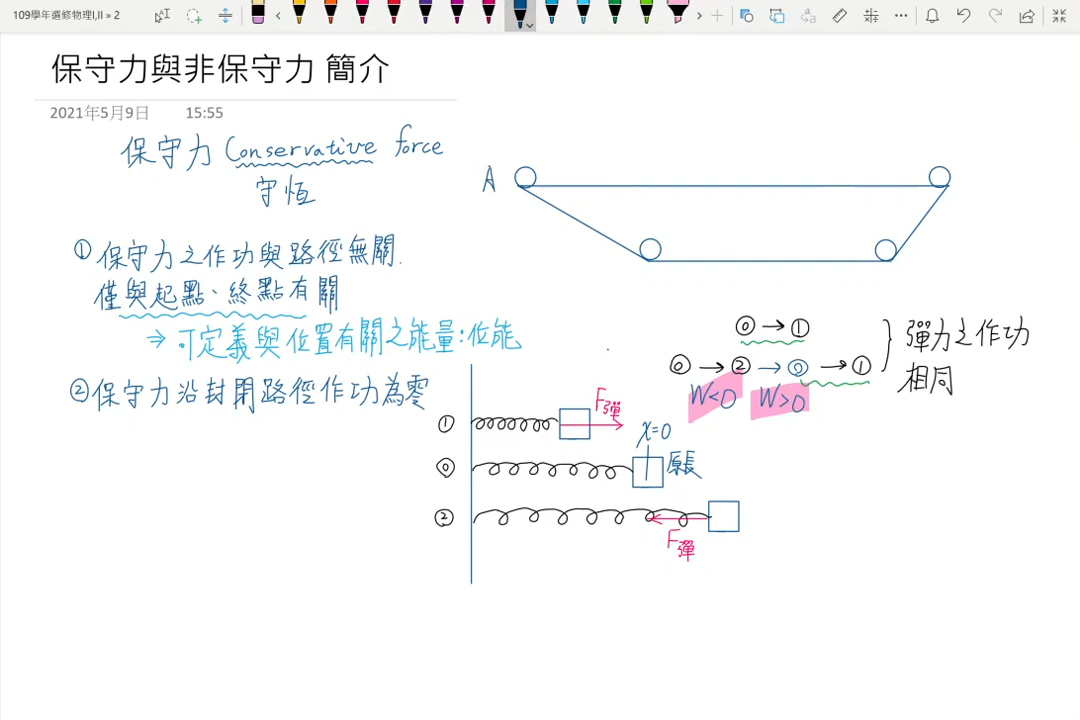 109學年選修物理I,II » 2
保守力與非保守力 簡介
2021年5月9日 15:55
保守力 Conservative force
守恆
①保守力之作功與路徑無關.
僅與起點、終點有關
⇒ 可定義與位置有關之能量:位能
②保守力沿封閉路徑作功為零
A
⓪→①
⓪→②→⓪→①
W<0 W>0
彈力之作功
相同
① F彈
x=0
⓪ 原長
②
F彈